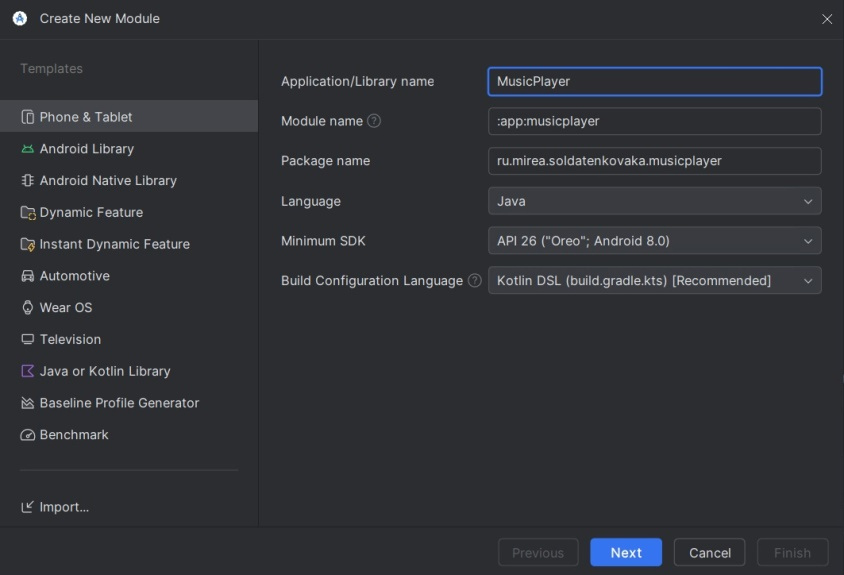 Create New Module
Templates
Phone & Tablet
Android Library
Android Native Library
Dynamic Feature
Instant Dynamic Feature
Automotive
Wear OS
Television
Java or Kotlin Library
Baseline Profile Generator
Benchmark
Import...
Application/Library name MusicPlayer
Module name ? :app:musicplayer
Package name ru.mirea.soldatenkovaka.musicplayer
Language Java
Minimum SDK API 26 ("Oreo"; Android 8.0)
Build Configuration Language ? Kotlin DSL (build.gradle.kts) [Recommended]
Previous Next Cancel Finish